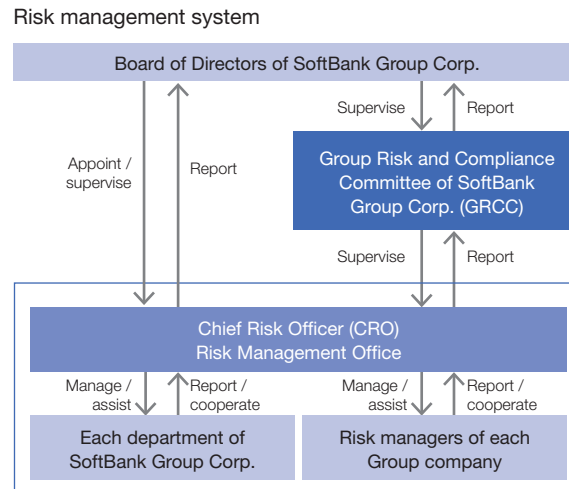 Risk management system
Board of Directors of SoftBank Group Corp.
Supervise
Report
Appoint /
supervise
Report
Group Risk and Compliance
Committee of SoftBank
Group Corp. (GRCC)
Supervise
Report
Chief Risk Officer (CRO)
Risk Management Office
Manage /
assist
Report /
cooperate
Manage /
assist
Report /
cooperate
Each department of
SoftBank Group Corp.
Risk managers of each
Group company